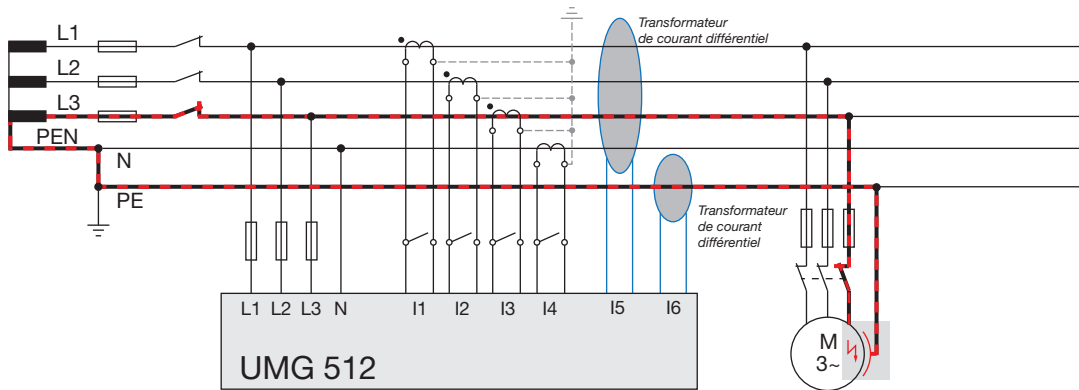 L1
L2
L3
PEN
N
PE
Transformateur
de courant différentiel
Transformateur
de courant
différentiel
L1 L2 L3 N I1 I2 I3 I4 I5 I6
UMG 512
M
3~